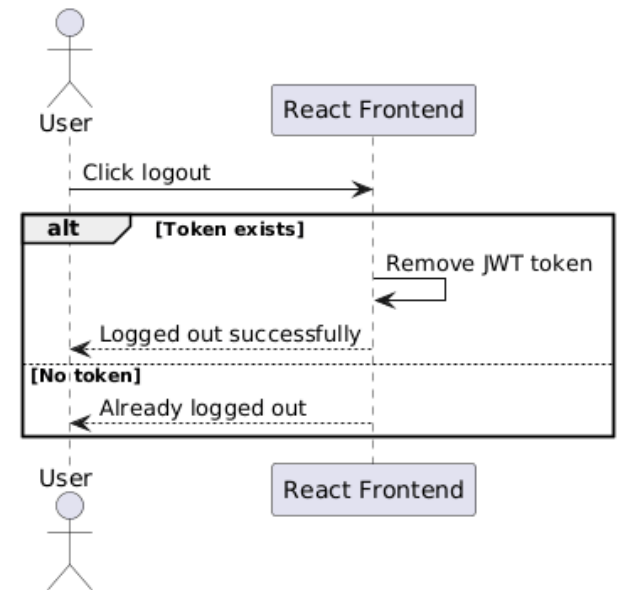 User
React Frontend
Click logout
alt [Token exists]
Remove JWT token
Logged out successfully
[No token]
Already logged out
User
React Frontend